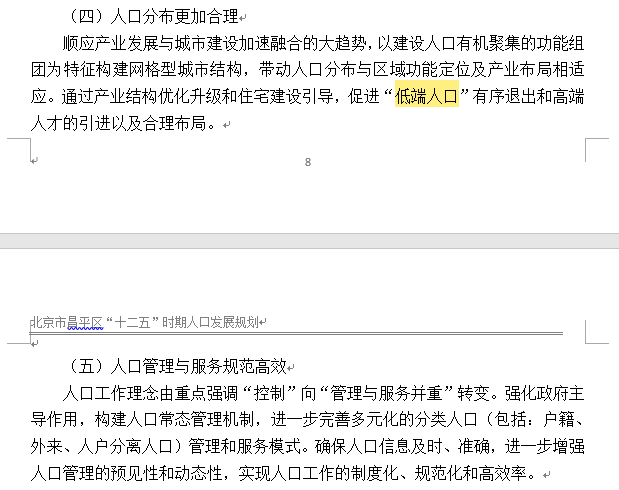 （四）人口分布更加合理
顺应产业发展与城市建设加速融合的大趋势，以建设人口有机聚集的功能组
团为特征构建网格型城市结构，带动人口分布与区域功能定位及产业布局相适
应。通过产业结构优化升级和住宅建设引导，促进“低端人口”有序退出和高端
人才的引进以及合理布局。
8
北京市昌平区“十二五”时期人口发展规划
（五）人口管理与服务规范高效
人口工作理念由重点强调“控制”向“管理与服务并重”转变。强化政府主
导作用，构建人口常态管理机制，进一步完善多元化的分类人口（包括：户籍、
外来、人户分离人口）管理和服务模式。确保人口信息及时、准确，进一步增强
人口管理的预见性和动态性，实现人口工作的制度化、规范化和高效率。